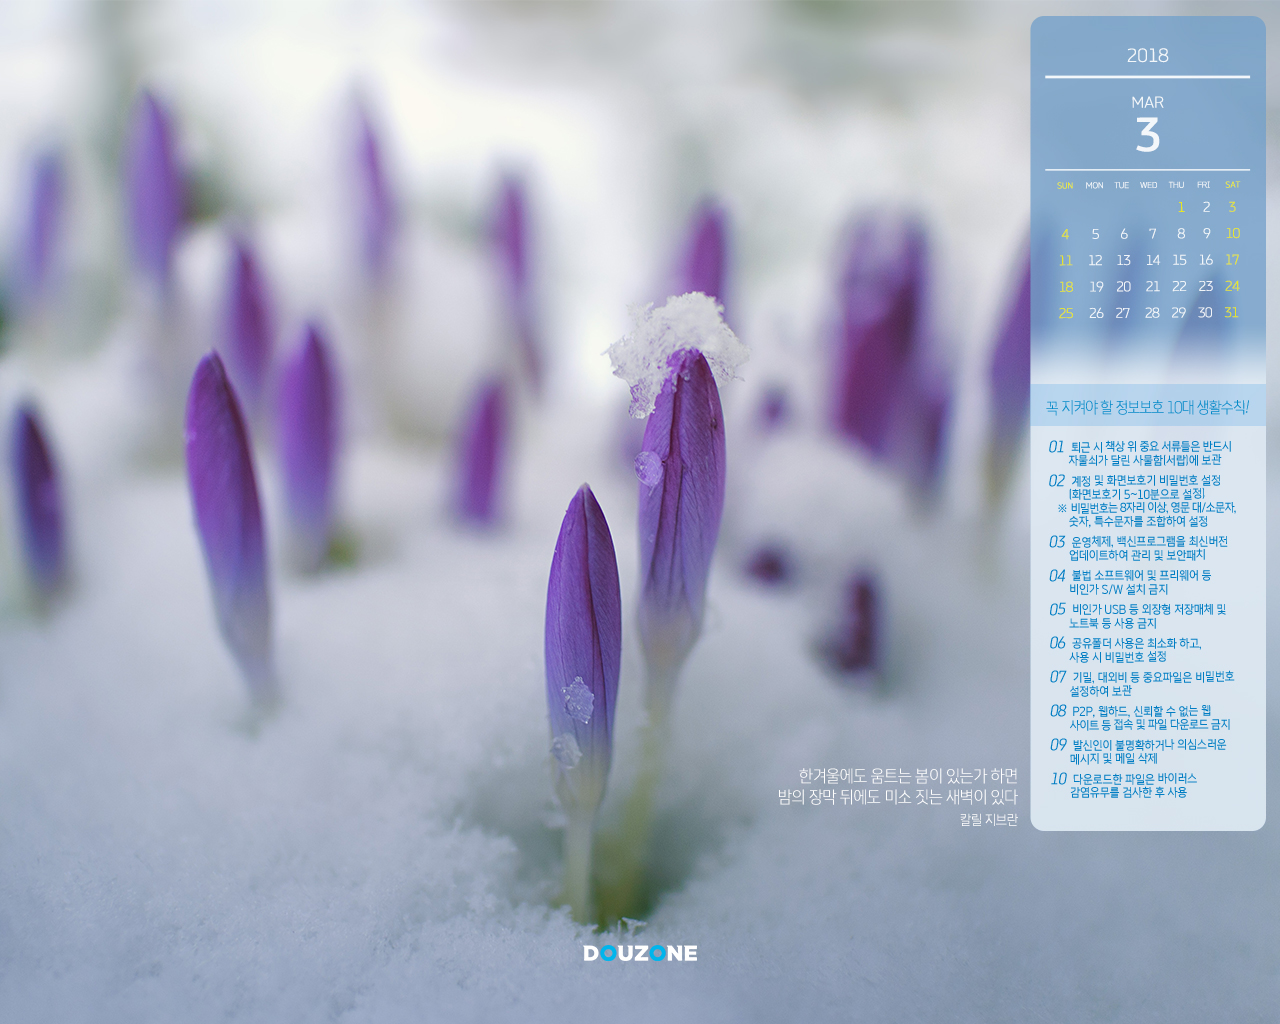 2018
MAR
3
SUN MON TUE WED THU FRI SAT
1 2 3
4 5 6 7 8 9 10
11 12 13 14 15 16 17
18 19 20 21 22 23 24
25 26 27 28 29 30 31
꼭 지켜야 할 정보보호 10대 생활수칙!
01 퇴근 시 책상 위 중요 서류들은 반드시
자물쇠가 달린 사물함(서랍)에 보관
02 계정 및 화면보호기 비밀번호 설정
(화면보호기 5~10분으로 설정)
※ 비밀번호는 8자리 이상, 영문 대/소문자,
숫자, 특수문자를 조합하여 설정
03 운영체제, 백신프로그램을 최신버전
업데이트하여 관리 및 보안패치
04 불법 소프트웨어 및 프리웨어 등
비인가 S/W 설치 금지
05 비인가 USB 등 외장형 저장매체 및
노트북 등 사용 금지
06 공유폴더 사용은 최소화 하고,
사용 시 비밀번호 설정
07 기밀, 대외비 등 중요파일은 비밀번호
설정하여 보관
08 P2P, 웹하드, 신뢰할 수 없는 웹
사이트 등 접속 및 파일 다운로드 금지
09 발신인이 불명확하거나 의심스러운
메시지 및 메일 삭제
10 다운로드한 파일은 바이러스
감염유무를 검사한 후 사용
한겨울에도 움트는 봄이 있는가 하면
밤의 장막 뒤에도 미소 짓는 새벽이 있다
칼릴 지브란
DOUZONE